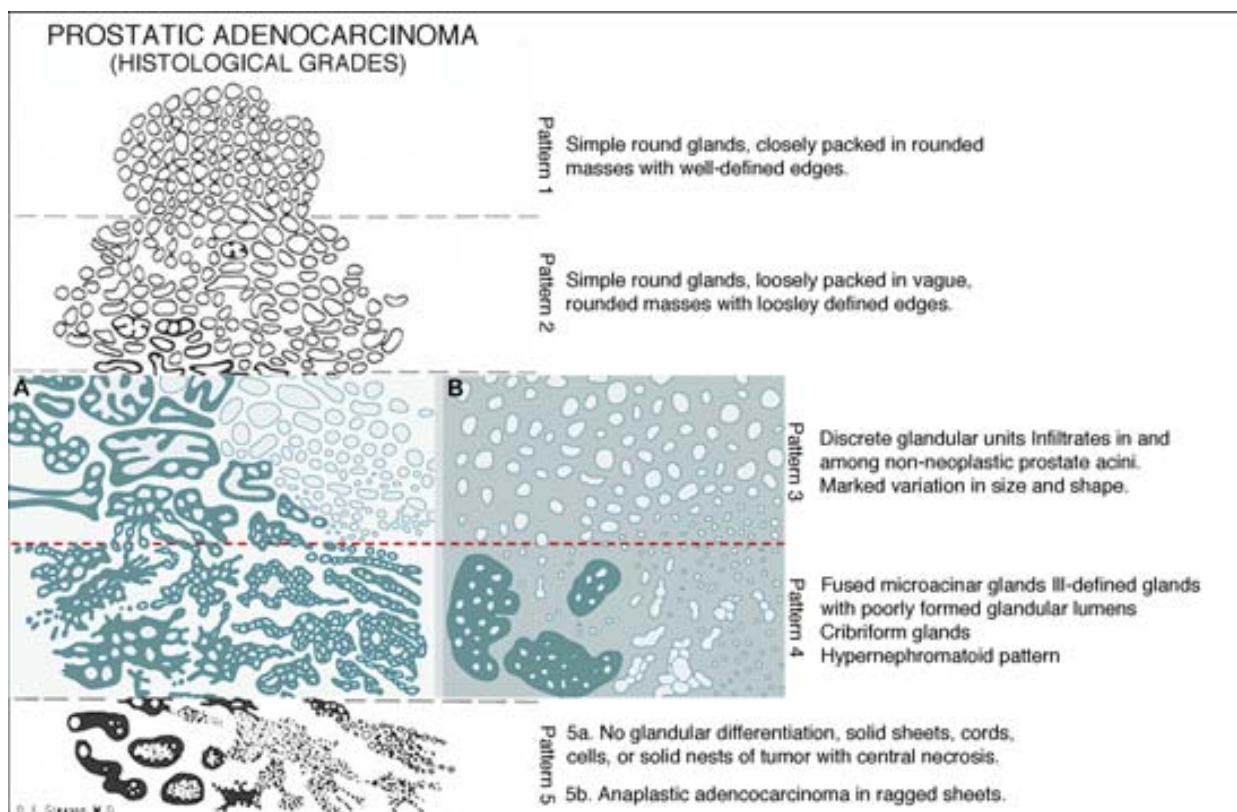 PROSTATIC ADENOCARCINOMA
(HISTOLOGICAL GRADES)
Pattern 1
Simple round glands, closely packed in rounded
masses with well-defined edges.
Pattern 2
Simple round glands, loosely packed in vague,
rounded masses with loosley defined edges.
A
B
Pattern 3
Discrete glandular units Infiltrates in and
among non-neoplastic prostate acini.
Marked variation in size and shape.
Pattern 4
Fused microacinar glands Ill-defined glands
with poorly formed glandular lumens
Cribriform glands
Hypernephromatoid pattern
Pattern 5
5a. No glandular differentiation, solid sheets, cords,
cells, or solid nests of tumor with central necrosis.
5b. Anaplastic adencocarcinoma in ragged sheets.